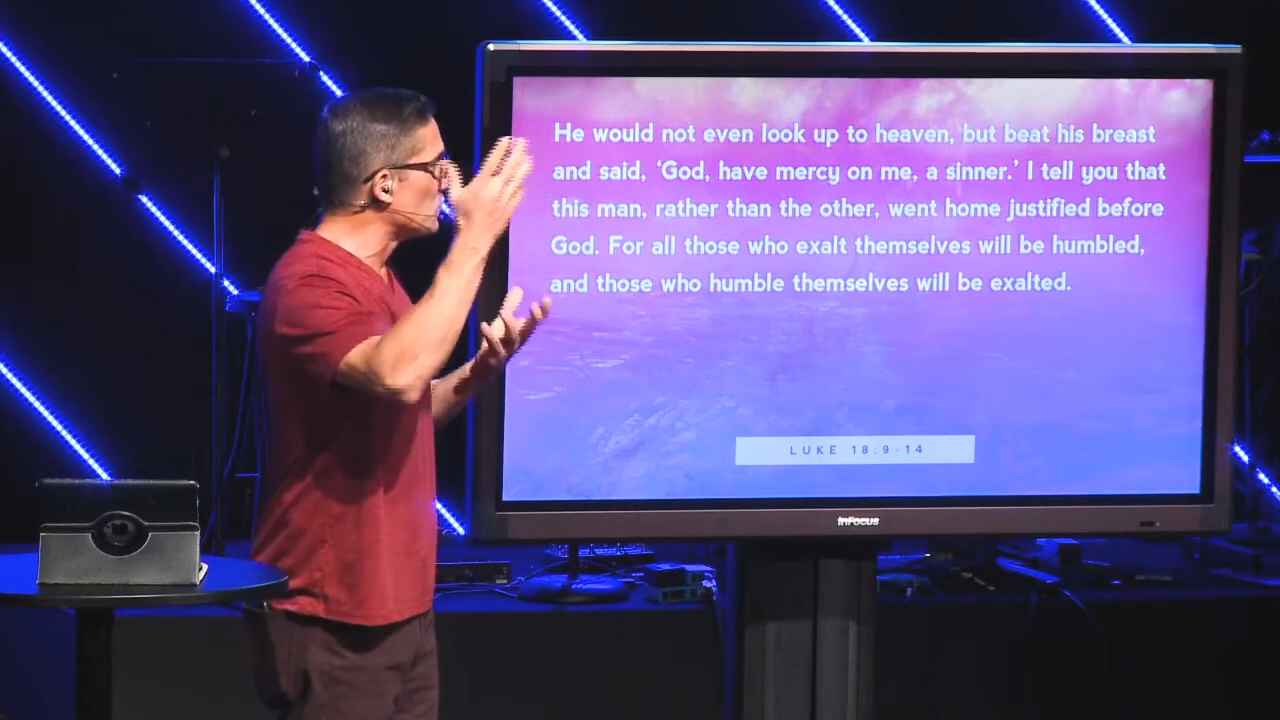 He would not even look up to heaven, but beat his breast
and said, ‘God, have mercy on me, a sinner.’ I tell you that
this man, rather than the other, went home justified before
God. For all those who exalt themselves will be humbled,
and those who humble themselves will be exalted.
LUKE 18:9-14
InFocus